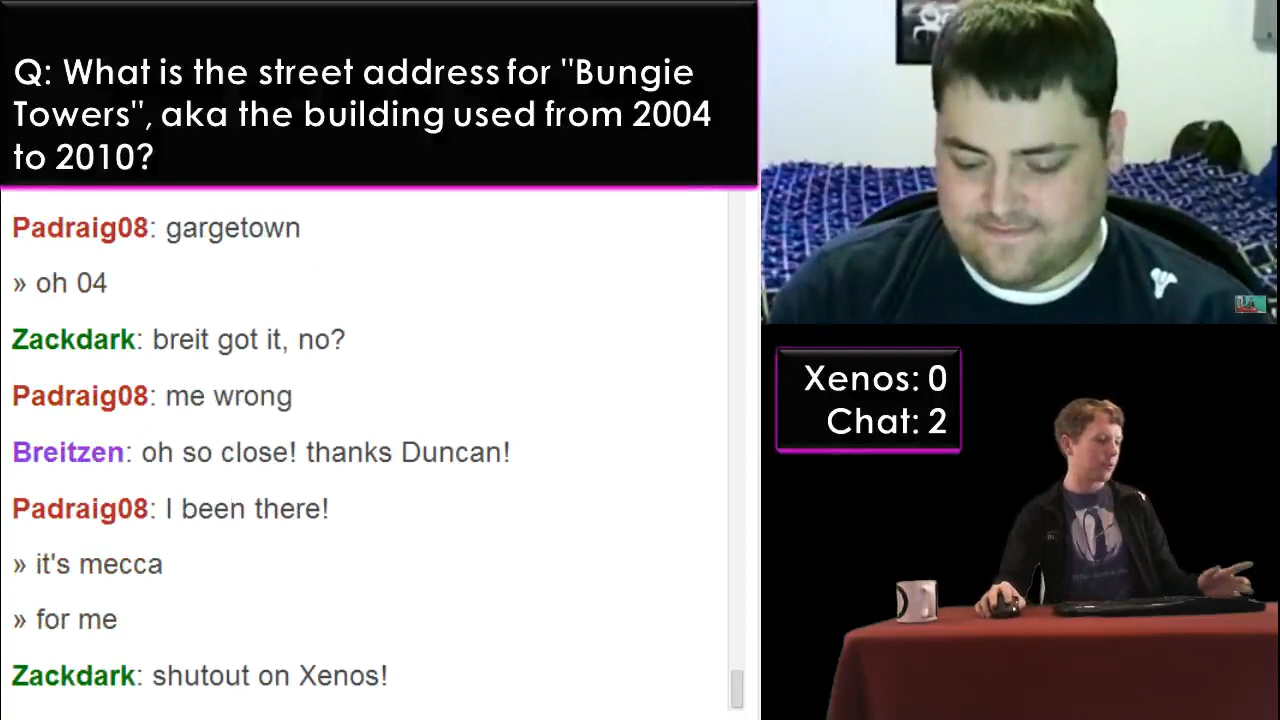 Q: What is the street address for "Bungie
Towers", aka the building used from 2004
to 2010?
Padraig08: gargetown
» oh 04
Zackdark: breit got it, no?
Padraig08: me wrong
Breitzen: oh so close! thanks Duncan!
Padraig08: I been there!
» it's mecca
» for me
Zackdark: shutout on Xenos!
Xenos: 0
Chat: 2